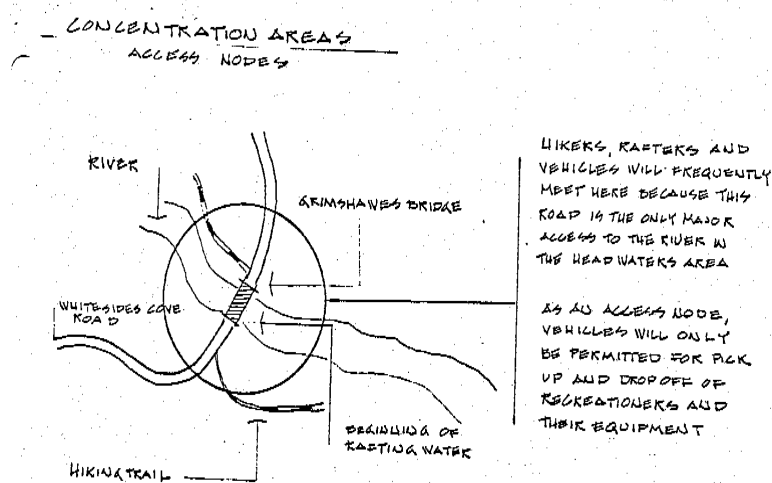 CONCENTRATION AREAS
ACCESS NODES
RIVER
GRIMSHAWES BRIDGE
WHITESIDES COVE
ROAD
HIKING TRAIL
BEGINNING OF
RAFTING WATER
HIKERS, RAFTERS AND
VEHICLES WILL FREQUENTLY
MEET HERE BECAUSE THIS
ROAD IS THE ONLY MAJOR
ACCESS TO THE RIVER IN
THE HEADWATERS AREA
AS AN ACCESS NODE,
VEHICLES WILL ONLY
BE PERMITTED FOR PICK
UP AND DROPOFF OF
RECREATIONERS AND
THEIR EQUIPMENT